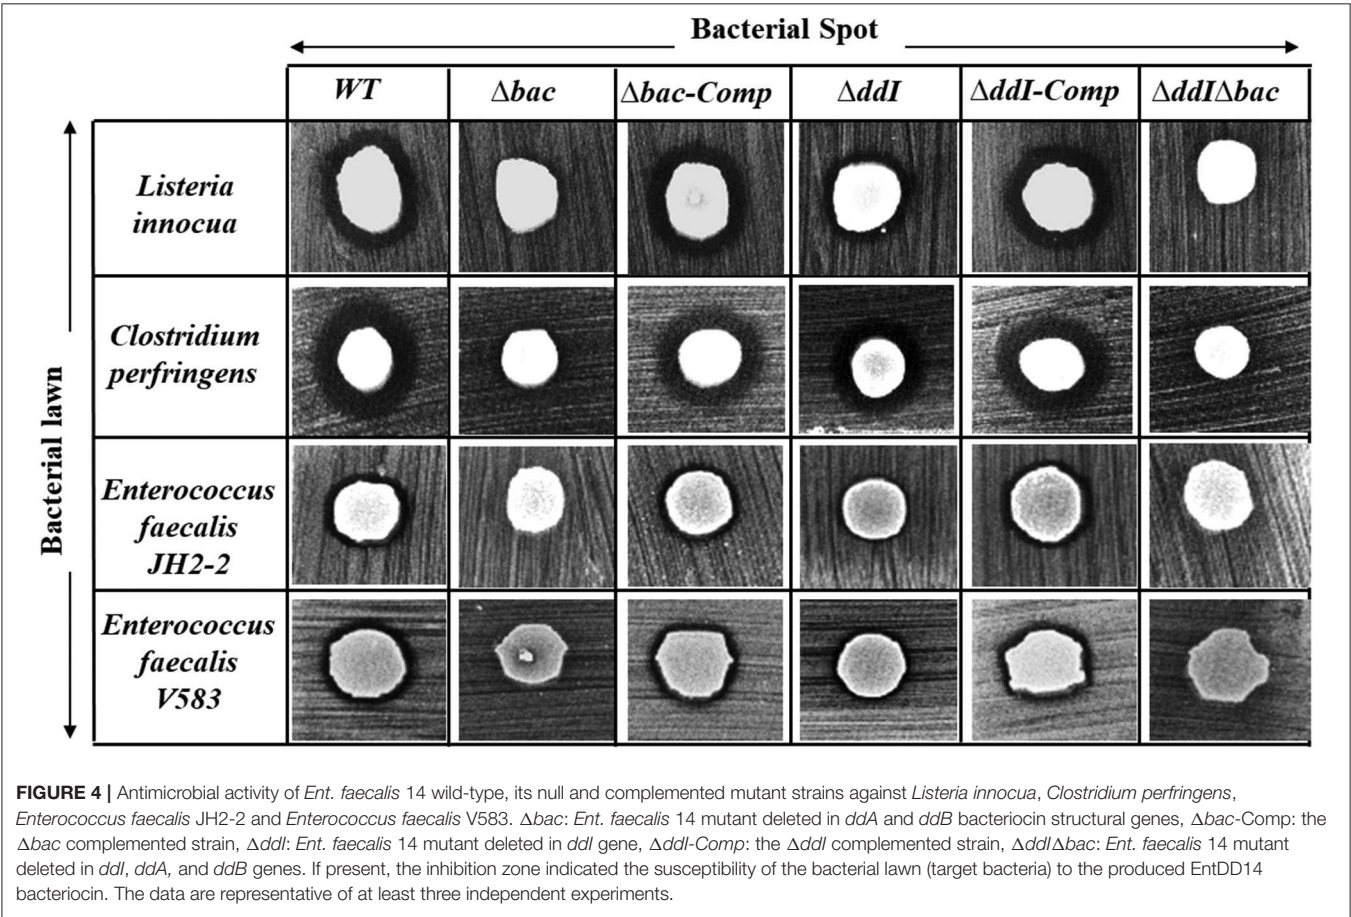 Bacterial Spot
WT Δbac Δbac-Comp ΔddI ΔddI-Comp ΔddIΔbac
Bacterial lawn
Listeria
innocua
Clostridium
perfringens
Enterococcus
faecalis
JH2-2
Enterococcus
faecalis
V583
FIGURE 4 | Antimicrobial activity of Ent. faecalis 14 wild-type, its null and complemented mutant strains against Listeria innocua, Clostridium perfringens,
Enterococcus faecalis JH2-2 and Enterococcus faecalis V583. Δbac: Ent. faecalis 14 mutant deleted in ddA and ddB bacteriocin structural genes, Δbac-Comp: the
Δbac complemented strain, ΔddI: Ent. faecalis 14 mutant deleted in ddI gene, ΔddI-Comp: the ΔddI complemented strain, ΔddIΔbac: Ent. faecalis 14 mutant
deleted in ddI, ddA, and ddB genes. If present, the inhibition zone indicated the susceptibility of the bacterial lawn (target bacteria) to the produced EntDD14
bacteriocin. The data are representative of at least three independent experiments.